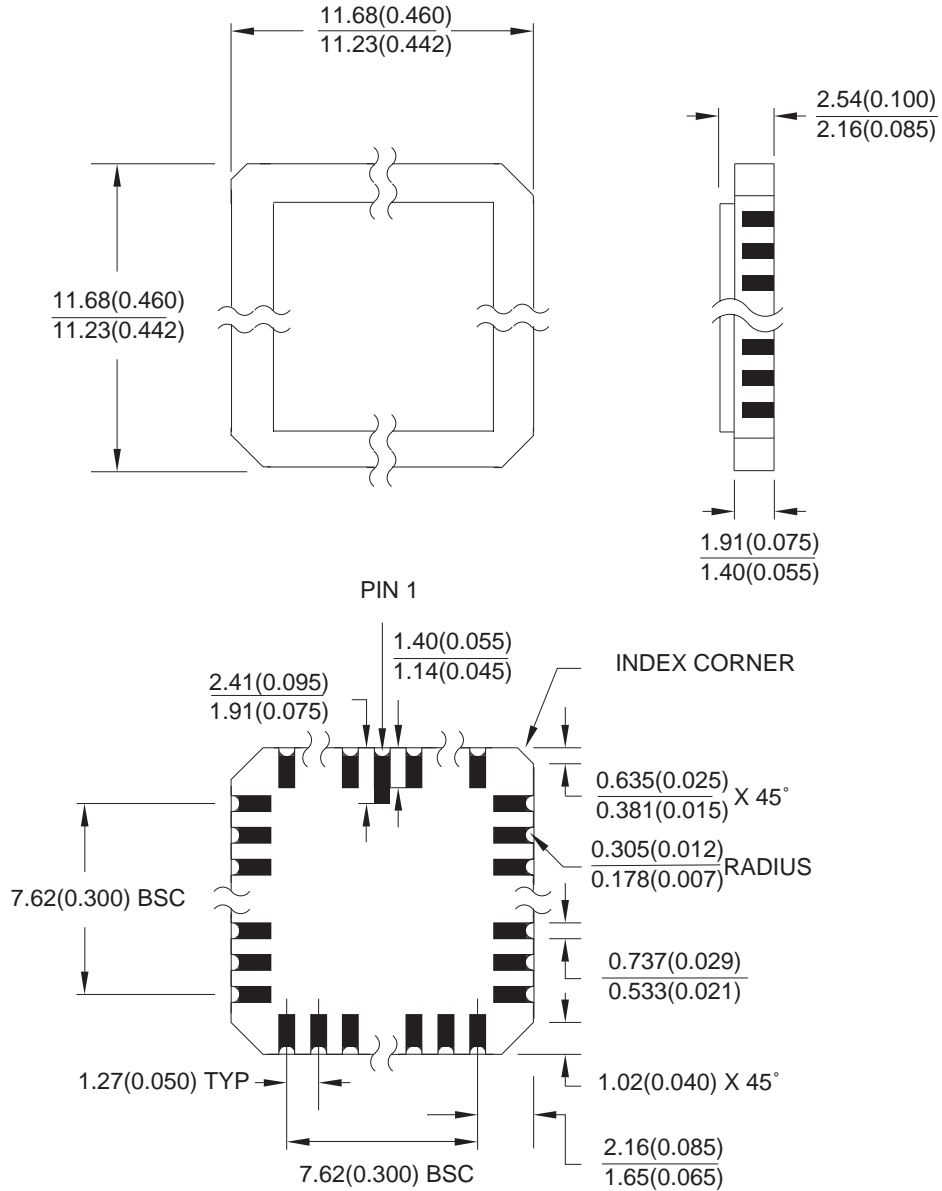 11.68(0.460)
11.23(0.442)
2.54(0.100)
2.16(0.085)
11.68(0.460)
11.23(0.442)
1.91(0.075)
1.40(0.055)
PIN 1
1.40(0.055)
1.14(0.045)
INDEX CORNER
2.41(0.095)
1.91(0.075)
0.635(0.025)
0.381(0.015) X 45°
0.305(0.012)
0.178(0.007) RADIUS
7.62(0.300) BSC
0.737(0.029)
0.533(0.021)
1.27(0.050) TYP
1.02(0.040) X 45°
7.62(0.300) BSC
2.16(0.085)
1.65(0.065)